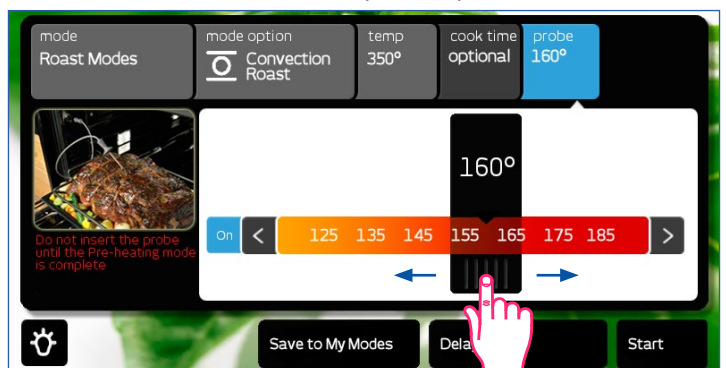 mode
Roast Modes
mode option
Convection
Roast
temp
350°
cook time
optional
probe
160°
160°
On < 125 135 145 155 165 175 185 >
Do not insert the probe
until the Pre-heating mode
is complete
Save to My Modes
Start